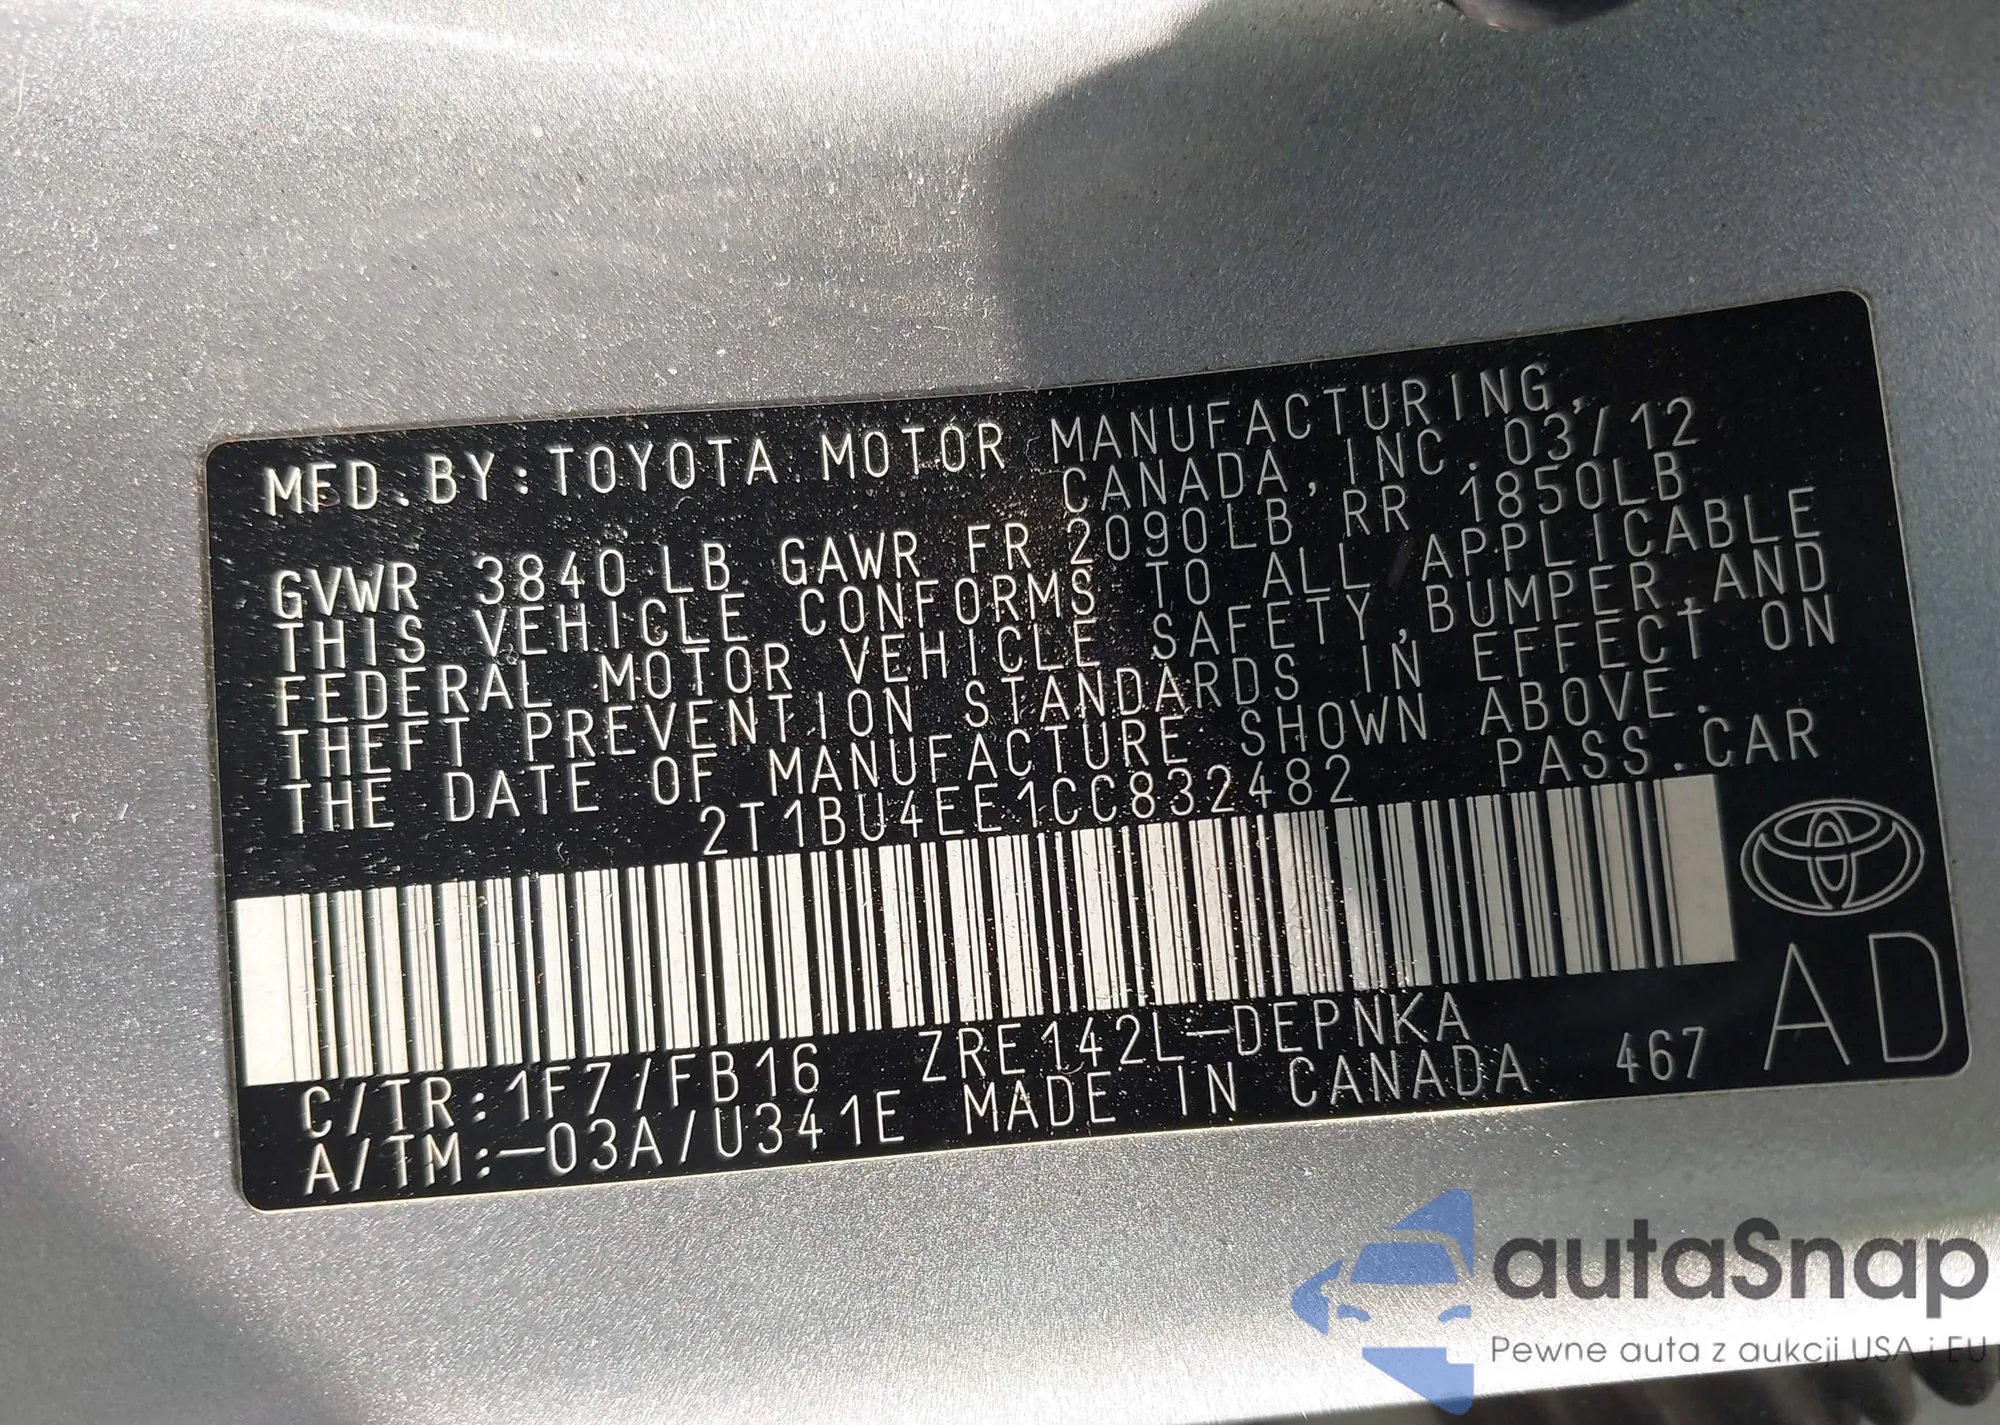 MFD.BY:TOYOTA MOTOR MANUFACTURING,
CANADA, INC. 03/12
GVWR 3840LB GAWR FR 2090LB RR 1850LB
THIS VEHICLE CONFORMS TO ALL APPLICABLE
FEDERAL MOTOR VEHICLE SAFETY,BUMPER,AND
THEFT PREVENTION STANDARDS IN EFFECT ON
THE DATE OF MANUFACTURE SHOWN ABOVE.
2T1BU4EE1CC832482 PASS.CAR
C/TR:1F7/FB16 ZRE142L-DEPNKA
A/TM:-03A/U341E MADE IN CANADA 467 AD
autaSnap
Pewne auta z aukcji USA i EU